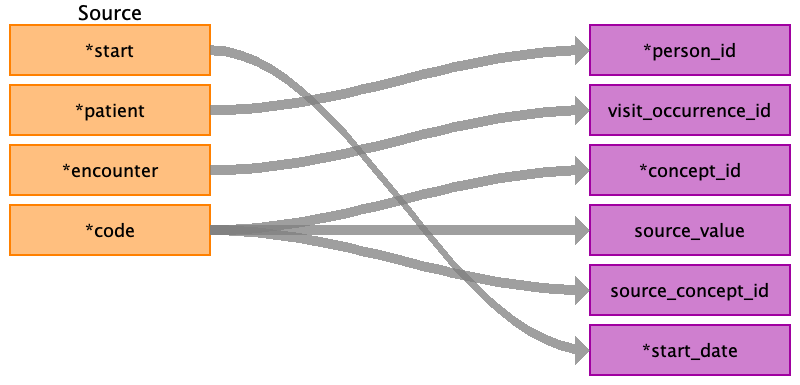 Source
*start
*patient
*encounter
*code
*person_id
visit_occurrence_id
*concept_id
source_value
source_concept_id
*start_date